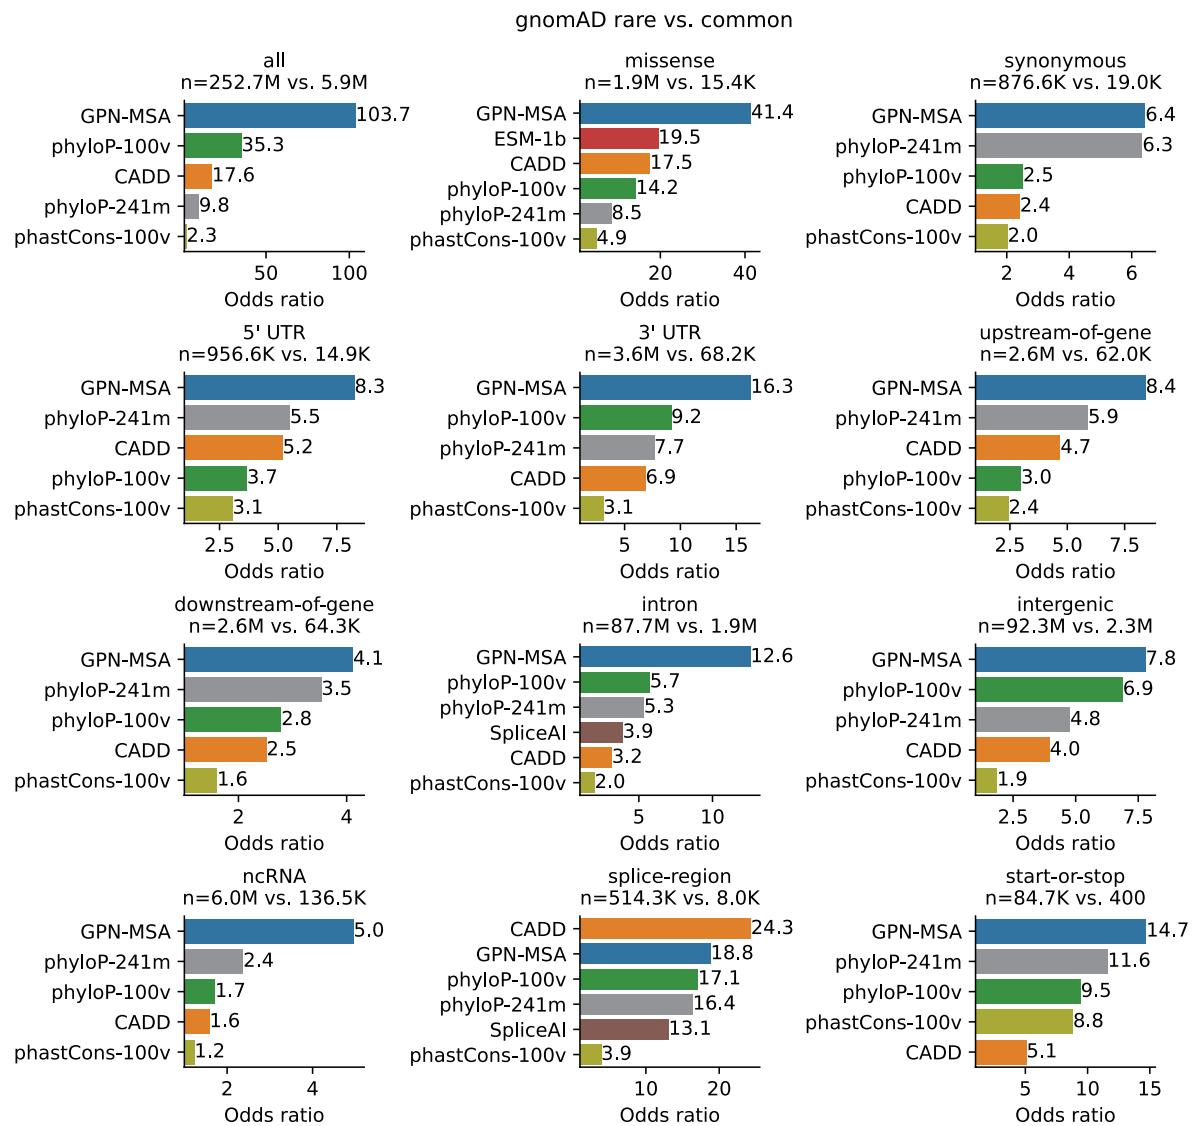 gnomAD rare vs. common
all
n=252.7M vs. 5.9M
GPN-MSA
103.7
phyloP-100v
35.3
CADD
17.6
phyloP-241m
9.8
phastCons-100v
2.3
50
100
Odds ratio
missense
n=1.9M vs. 15.4K
GPN-MSA
41.4
ESM-1b
19.5
CADD
17.5
phyloP-100v
14.2
phyloP-241m
8.5
phastCons-100v
4.9
20
40
Odds ratio
synonymous
n=876.6K vs. 19.0K
GPN-MSA
6.4
phyloP-241m
6.3
phyloP-100v
2.5
CADD
2.4
phastCons-100v
2.0
2
4
6
Odds ratio
5' UTR
n=956.6K vs. 14.9K
GPN-MSA
8.3
phyloP-241m
5.5
CADD
5.2
phyloP-100v
3.7
phastCons-100v
3.1
2.5
5.0
7.5
Odds ratio
3' UTR
n=3.6M vs. 68.2K
GPN-MSA
16.3
phyloP-100v
9.2
phyloP-241m
7.7
CADD
6.9
phastCons-100v
3.1
5
10
15
Odds ratio
upstream-of-gene
n=2.6M vs. 62.0K
GPN-MSA
8.4
phyloP-241m
5.9
CADD
4.7
phyloP-100v
3.0
phastCons-100v
2.4
2.5
5.0
7.5
Odds ratio
downstream-of-gene
n=2.6M vs. 64.3K
GPN-MSA
4.1
phyloP-241m
3.5
phyloP-100v
2.8
CADD
2.5
phastCons-100v
1.6
2
4
Odds ratio
intron
n=87.7M vs. 1.9M
GPN-MSA
12.6
phyloP-100v
5.7
phyloP-241m
5.3
SpliceAI
3.9
CADD
3.2
phastCons-100v
2.0
5
10
Odds ratio
intergenic
n=92.3M vs. 2.3M
GPN-MSA
7.8
phyloP-100v
6.9
phyloP-241m
4.8
CADD
4.0
phastCons-100v
1.9
2.5
5.0
7.5
Odds ratio
ncRNA
n=6.0M vs. 136.5K
GPN-MSA
5.0
phyloP-241m
2.4
phyloP-100v
1.7
CADD
1.6
phastCons-100v
1.2
2
4
Odds ratio
splice-region
n=514.3K vs. 8.0K
CADD
24.3
GPN-MSA
18.8
phyloP-100v
17.1
phyloP-241m
16.4
SpliceAI
13.1
phastCons-100v
3.9
10
20
Odds ratio
start-or-stop
n=84.7K vs. 400
GPN-MSA
14.7
phyloP-241m
11.6
phyloP-100v
9.5
phastCons-100v
8.8
CADD
5.1
5
10
15
Odds ratio